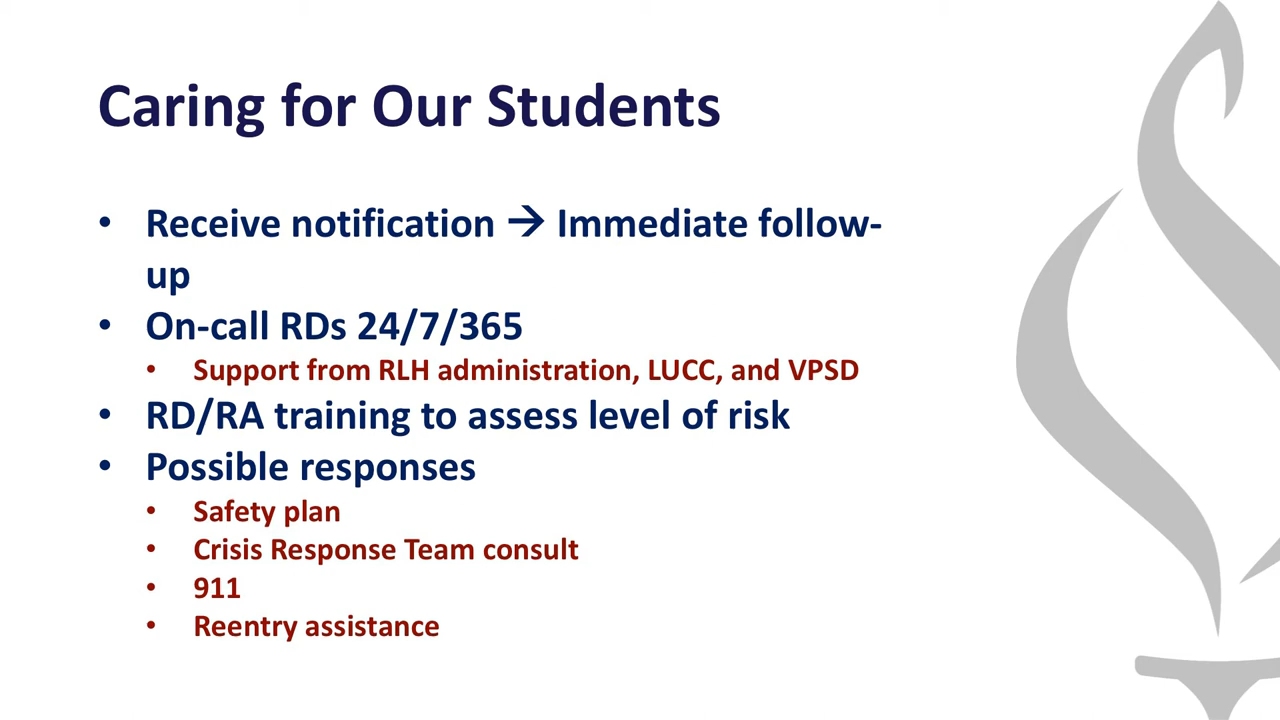 Caring for Our Students
• Receive notification → Immediate follow-
up
• On-call RDs 24/7/365
• Support from RLH administration, LUCC, and VPSD
• RD/RA training to assess level of risk
• Possible responses
• Safety plan
• Crisis Response Team consult
• 911
• Reentry assistance